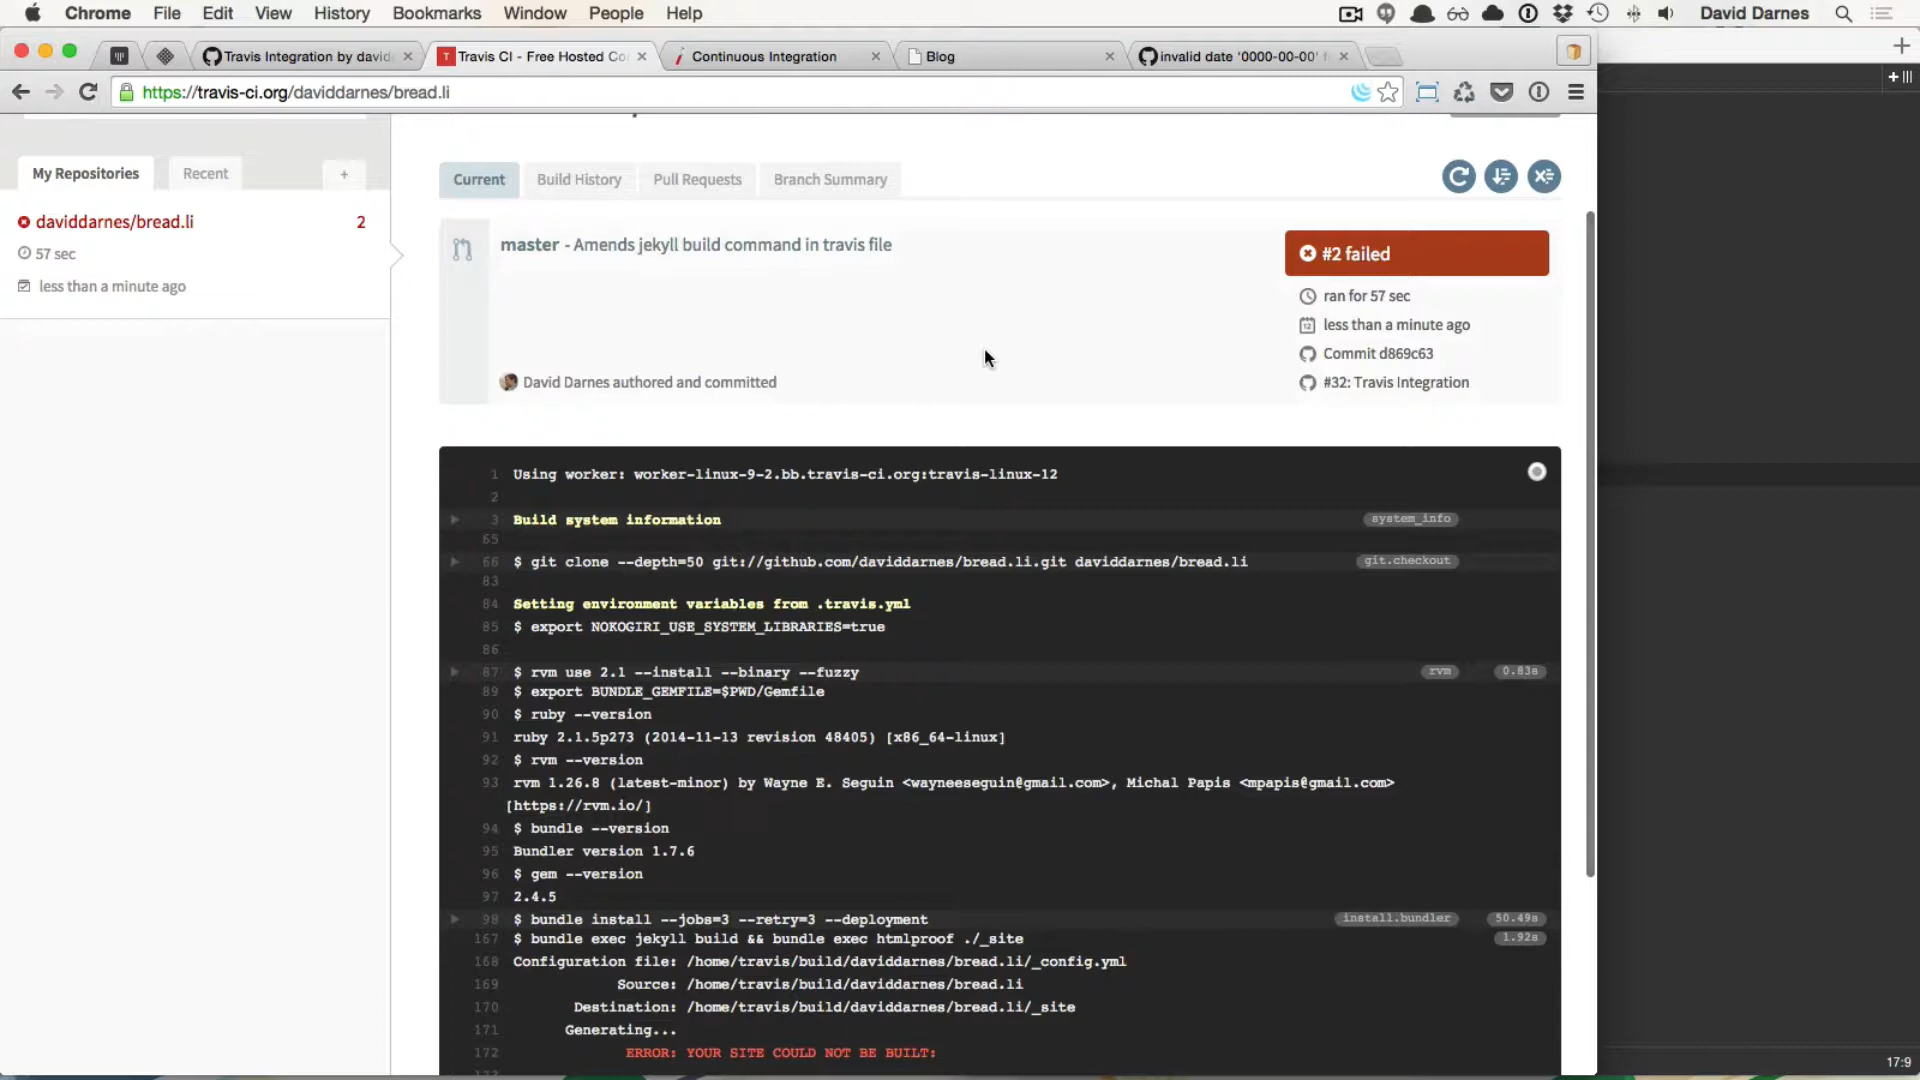 Chrome File Edit View History Bookmarks Window People Help David Darnes
Travis Integration by david Travis CI - Free Hosted Co Continuous Integration Blog invalid date '0000-00-00' f
https://travis-ci.org/daviddarnes/bread.li
My Repositories Recent +
daviddarnes/bread.li 2
57 sec
less than a minute ago
Current Build History Pull Requests Branch Summary
master - Amends jekyll build command in travis file
David Darnes authored and committed
#2 failed
ran for 57 sec
less than a minute ago
Commit d869c63
#32: Travis Integration
1 Using worker: worker-linux-9-2.bb.travis-ci.org:travis-linux-12
2
3 Build system information system_info
65
66 $ git clone --depth=50 git://github.com/daviddarnes/bread.li.git daviddarnes/bread.li git.checkout
83
84 Setting environment variables from .travis.yml
85 $ export NOKOGIRI_USE_SYSTEM_LIBRARIES=true
86
87 $ rvm use 2.1 --install --binary --fuzzy rvm 0.83s
89 $ export BUNDLE_GEMFILE=$PWD/Gemfile
90 $ ruby --version
91 ruby 2.1.5p273 (2014-11-13 revision 48405) [x86_64-linux]
92 $ rvm --version
93 rvm 1.26.8 (latest-minor) by Wayne E. Seguin <wayneeseguin@gmail.com>, Michal Papis <mpapis@gmail.com>
[https://rvm.io/]
94 $ bundle --version
95 Bundler version 1.7.6
96 $ gem --version
97 2.4.5
98 $ bundle install --jobs=3 --retry=3 --deployment install.bundler 50.49s
167 $ bundle exec jekyll build && bundle exec htmlproof ./_site 1.92s
168 Configuration file: /home/travis/build/daviddarnes/bread.li/_config.yml
169 Source: /home/travis/build/daviddarnes/bread.li
170 Destination: /home/travis/build/daviddarnes/bread.li/_site
171 Generating...
172 ERROR: YOUR SITE COULD NOT BE BUILT:
17:9